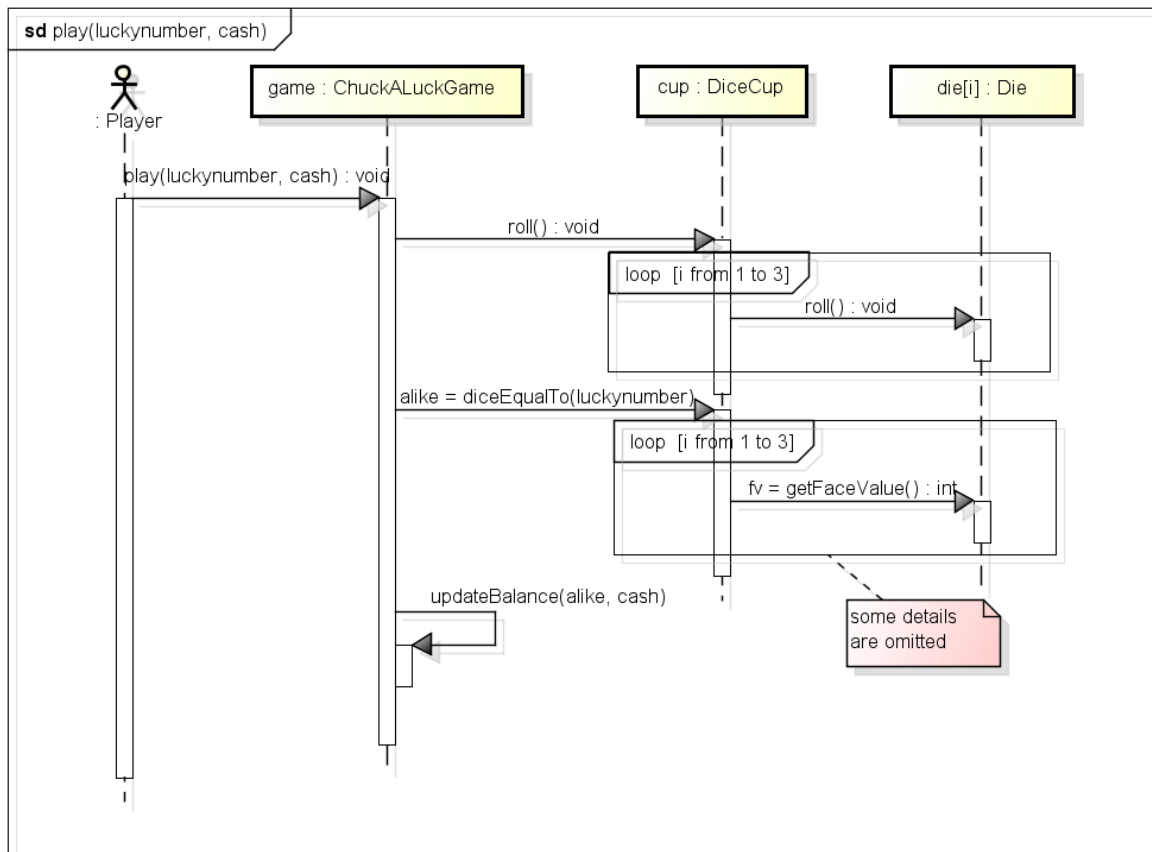 sd play(luckynumber, cash)
: Player
game : ChuckALuckGame
cup : DiceCup
die[i] : Die
play(luckynumber, cash) : void
roll() : void
loop [i from 1 to 3]
roll() : void
alike = diceEqualTo(luckynumber)
loop [i from 1 to 3]
fv = getFaceValue() : int
updateBalance(alike, cash)
some details
are omitted